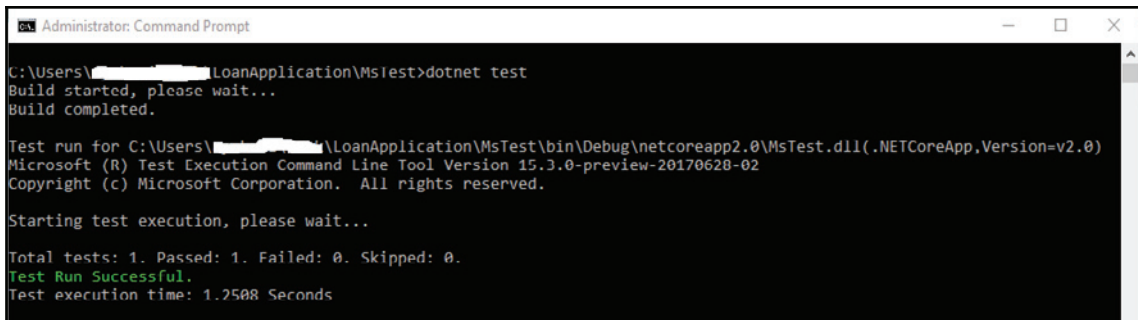 Administrator: Command Prompt
C:\Users\ \LoanApplication\MsTest>dotnet test
Build started, please wait...
Build completed.
Test run for C:\Users\ \LoanApplication\MsTest\bin\Debug\netcoreapp2.0\MsTest.dll(.NETCoreApp,Version=v2.0)
Microsoft (R) Test Execution Command Line Tool Version 15.3.0-preview-20170628-02
Copyright (c) Microsoft Corporation.  All rights reserved.
Starting test execution, please wait...
Total tests: 1. Passed: 1. Failed: 0. Skipped: 0.
Test Run Successful.
Test execution time: 1.2508 Seconds